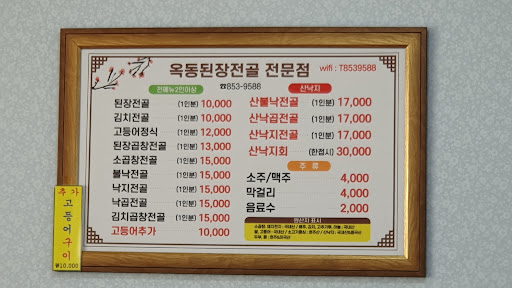 옥동된장전골 전문점
wifi : T8539588
☎853-9588
전메뉴2인이상
된장전골 (1인분) 10,000
김치전골 (1인분) 10,000
고등어정식 (1인분) 12,000
된장곱창전골 (1인분) 13,000
소곱창전골 (1인분) 15,000
불낙전골 (1인분) 15,000
낙지전골 (1인분) 15,000
낙곱전골 (1인분) 15,000
김치곱창전골 (1인분) 15,000
고등어추가 10,000
산낙지
산불낙전골 (1인분) 17,000
산낙곱전골 (1인분) 17,000
산낙지전골 (1인분) 17,000
산낙지회 (한접시) 30,000
주 류
소주/맥주 4,000
막걸리 4,000
음료수 2,000
원산지 표시
추가
고등어구이
₩10,000